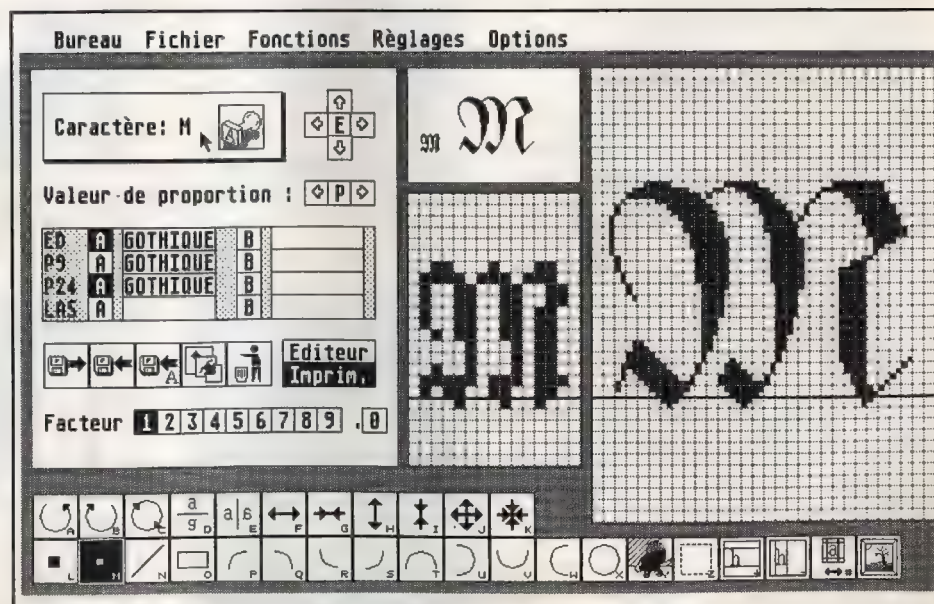 Bureau Fichier Fonctions Règlages Options
Caractère: M
E
Valeur de proportion : P
ED A GOTHIQUE B
P9 A GOTHIQUE B
P24 A GOTHIQUE B
LAS A B
A
Editeur
Imprim.
Facteur 1 2 3 4 5 6 7 8 9 .0
M M
M
M
A B C a g D a s E F G H I J K
L M N O P Q R S T U V W X Z h h a